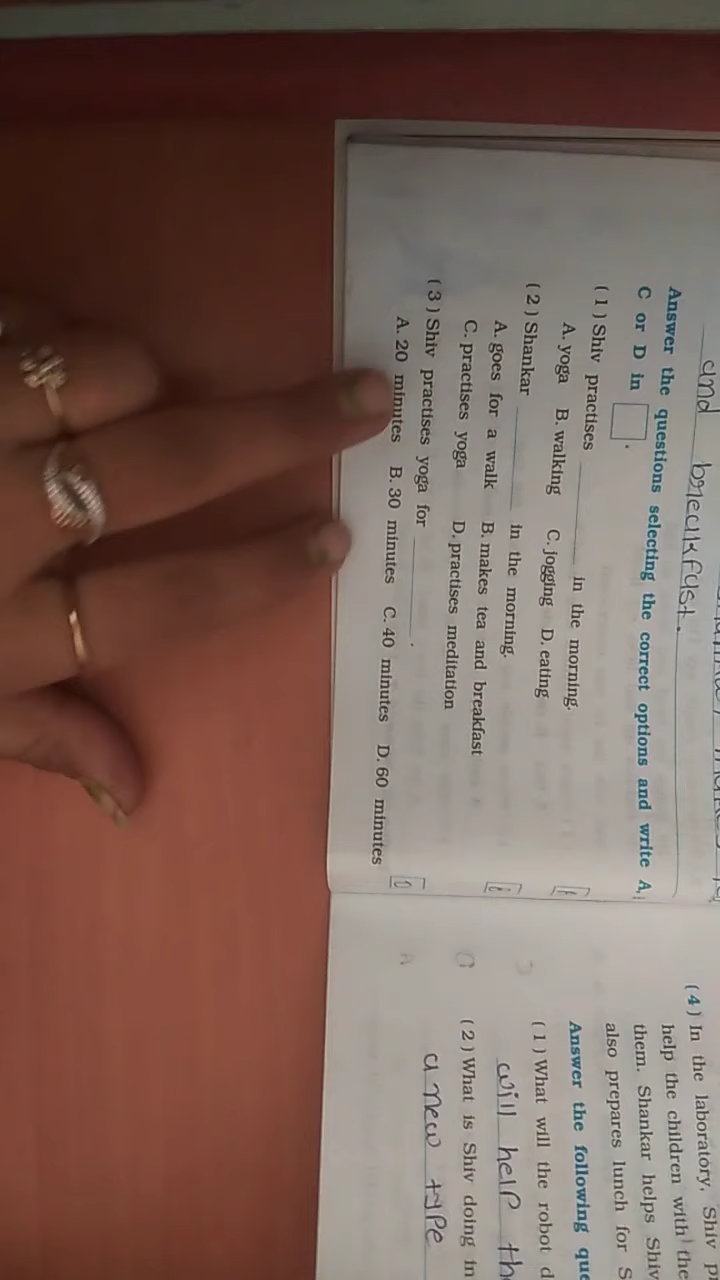 and breakfast.
Answer the questions selecting the correct options and write A,
C or D in □.
(1) Shiv practises ________ in the morning.
A. yoga B. walking C. jogging D. eating
(2) Shankar ________ in the morning.
A. goes for a walk B. makes tea and breakfast
C. practises yoga D. practises meditation
(3) Shiv practises yoga for ________.
A. 20 minutes B. 30 minutes C. 40 minutes D. 60 minutes
(4) In the laboratory, Shiv p
help the children with the
them. Shankar helps Shiv
also prepares lunch for S
Answer the following que
(1) What will the robot d
will help th
(2) What is Shiv doing in
a new type